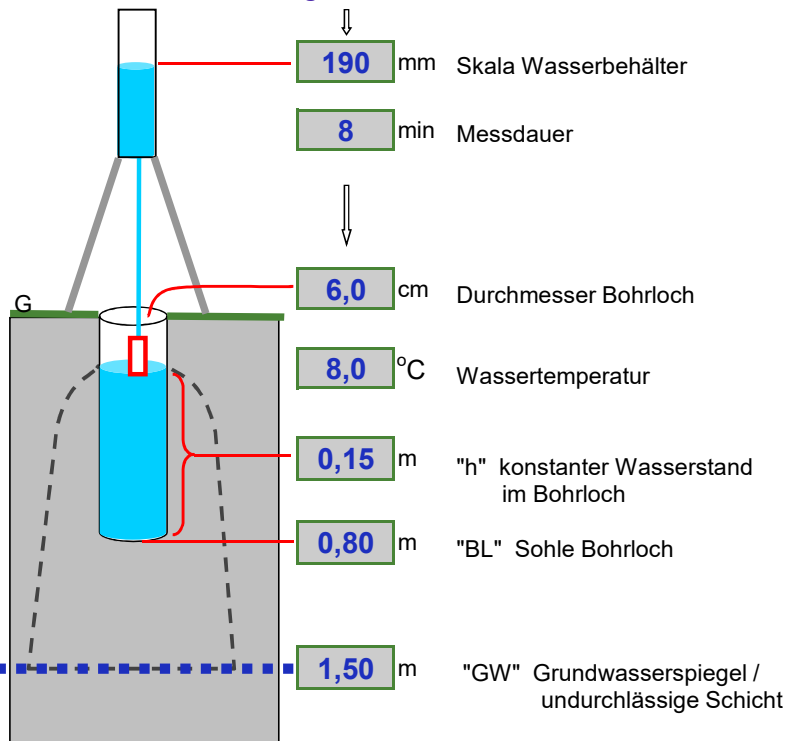 190 mm Skala Wasserbehälter
8 min Messdauer
6,0 cm Durchmesser Bohrloch
G
8,0 °C Wassertemperatur
0,15 m "h" konstanter Wasserstand
im Bohrloch
0,80 m "BL" Sohle Bohrloch
1,50 m "GW" Grundwasserspiegel /
undurchlässige Schicht